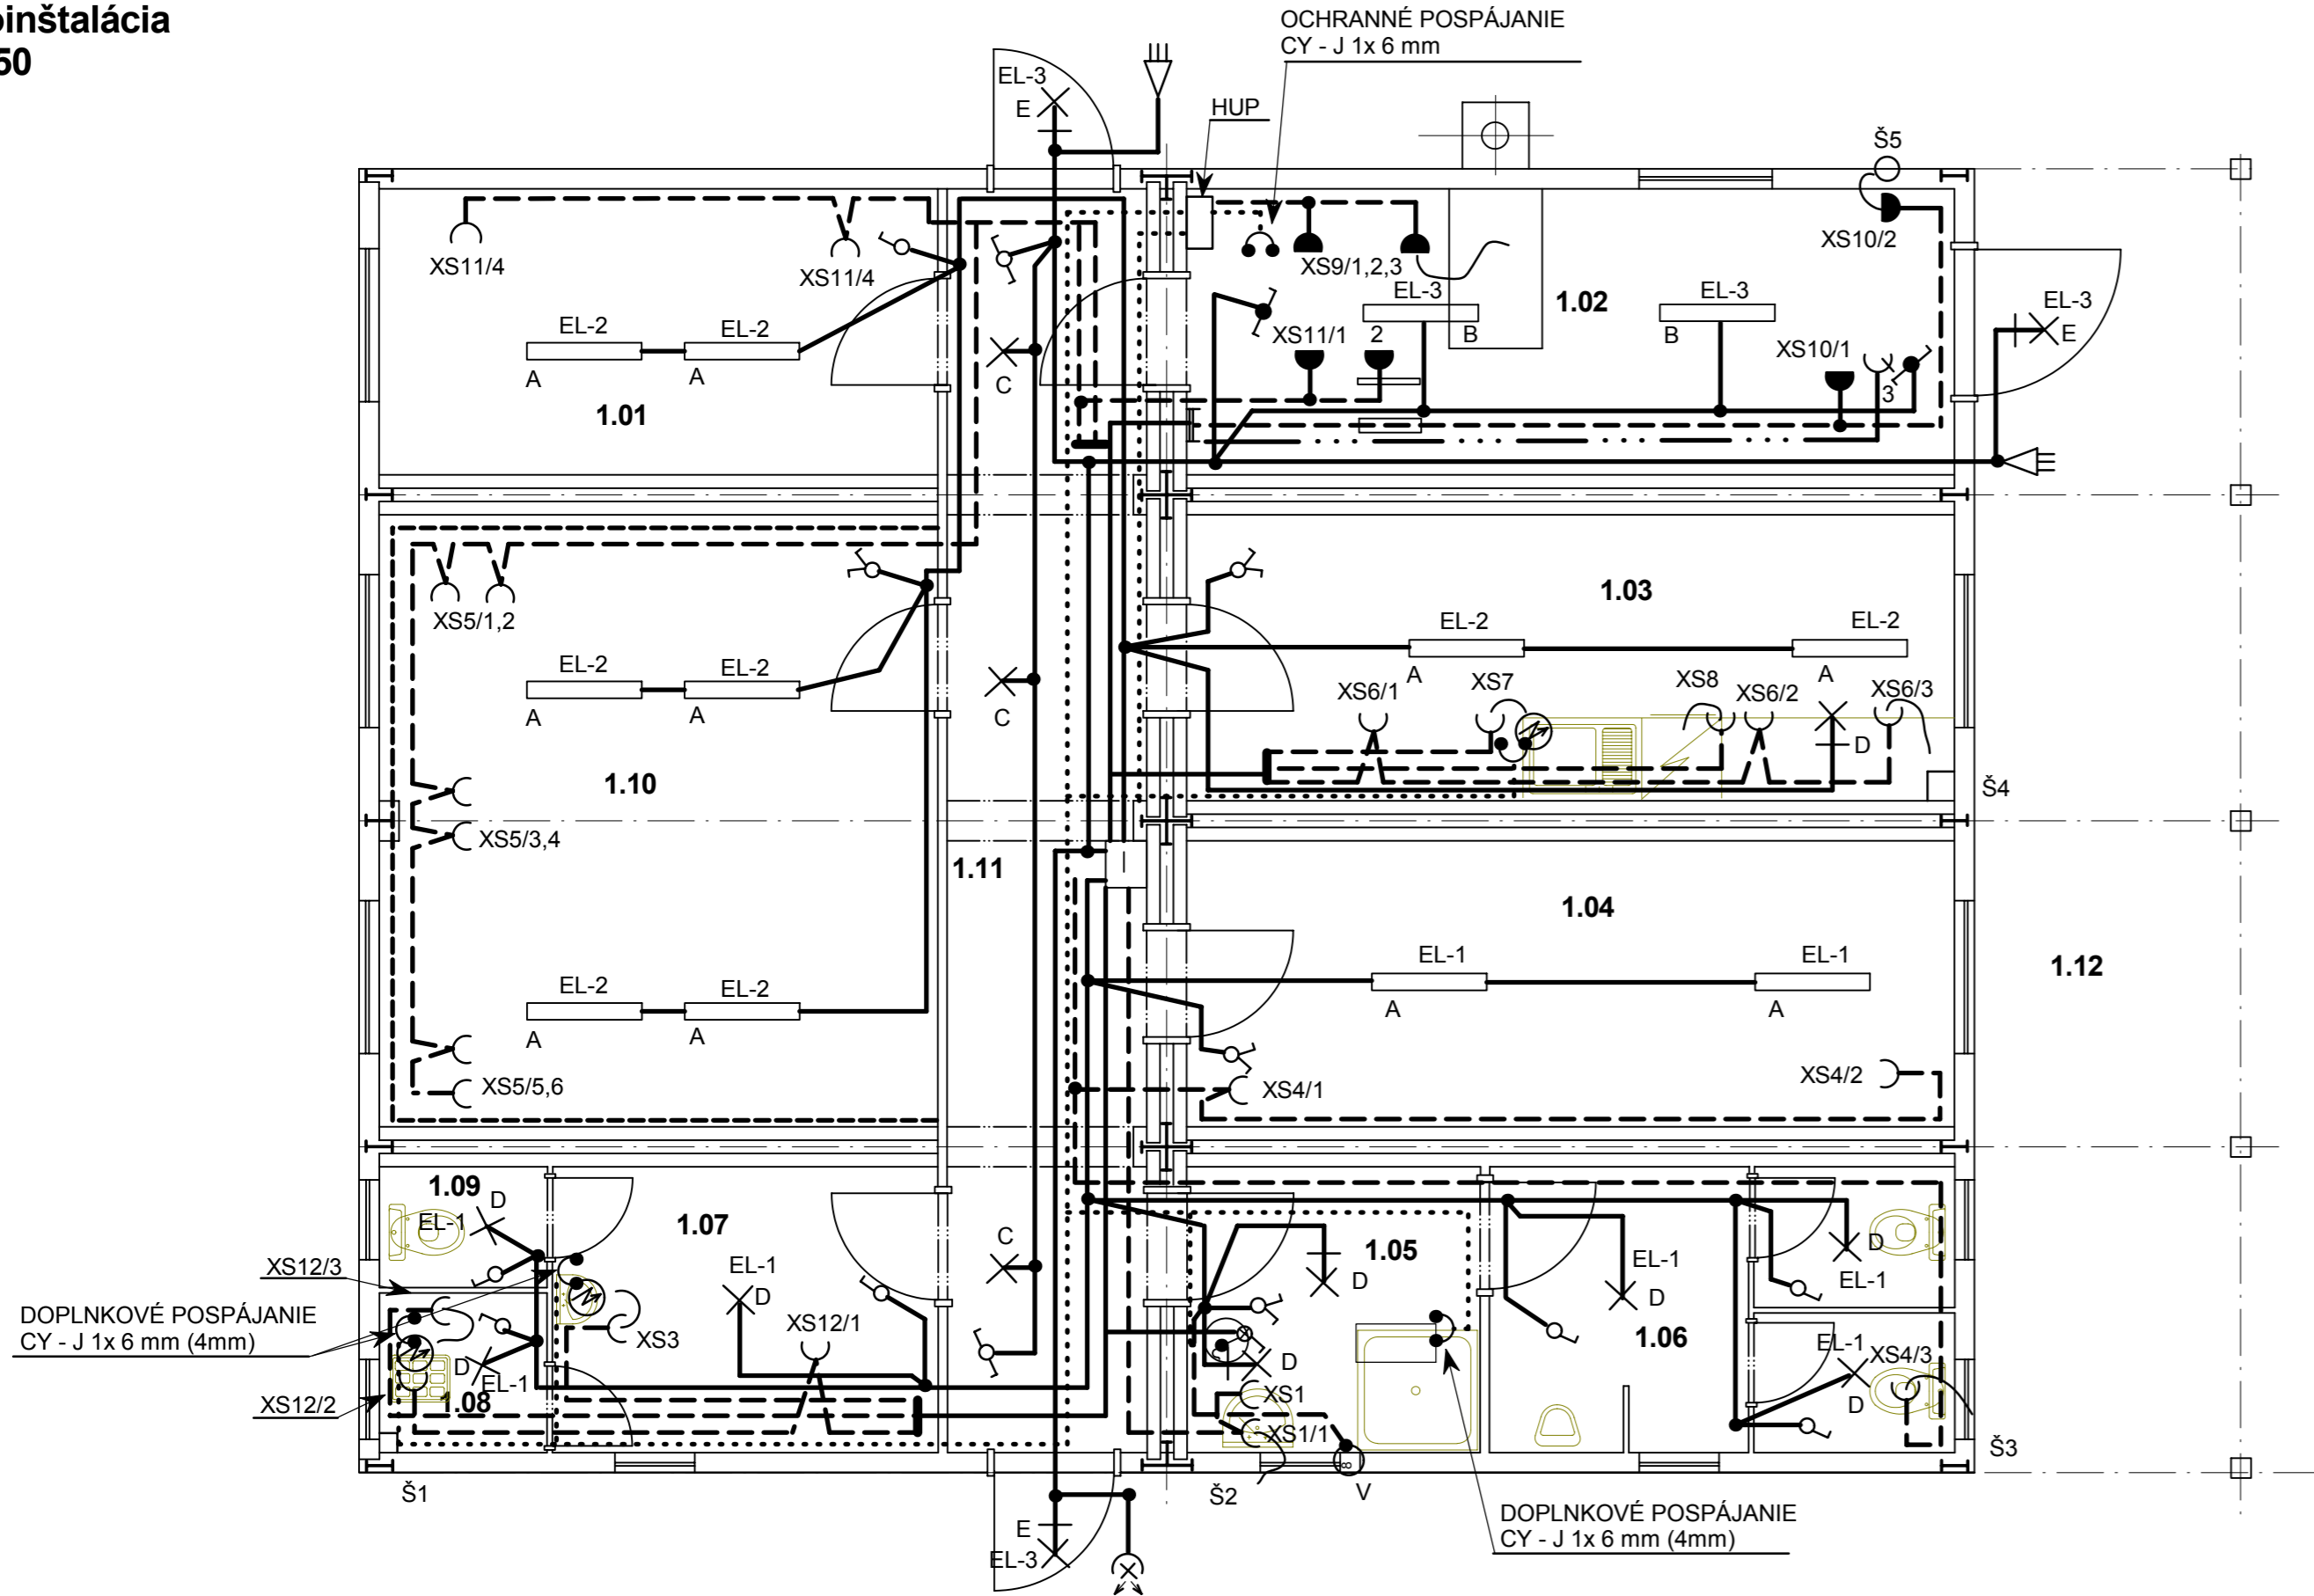 oinštalácia
50
OCHRANNÉ POSPÁJANIE
CY - J 1x 6 mm
EL-3
E
HUP
Š5
XS11/4
XS11/4
XS9/1,2,3
XS10/2
EL-3
1.02
EL-3
EL-3
E
EL-2
EL-2
XS11/1
2
B
B
XS10/1
A
A
C
3
1.01
XS5/1,2
1.03
EL-2
EL-2
EL-2
EL-2
A
A
XS6/1
XS7
XS8
XS6/2
XS6/3
A
A
C
D
1.10
Š4
XS5/3,4
1.11
1.04
EL-1
EL-1
1.12
EL-2
EL-2
A
A
A
A
XS5/5,6
XS4/1
XS4/2
1.09
D
EL-1
1.07
C
1.05
D
XS12/3
EL-1
D
EL-1
D
D
EL-1
DOPLNKOVÉ POSPÁJANIE
CY - J 1x 6 mm (4mm)
XS3
XS12/1
1.06
EL-1
XS4/3
D
EL-1
D
D
XS12/2
1.08
XS1
XS1/1
Š1
Š2
8
V
Š3
E
EL-3
DOPLNKOVÉ POSPÁJANIE
CY - J 1x 6 mm (4mm)